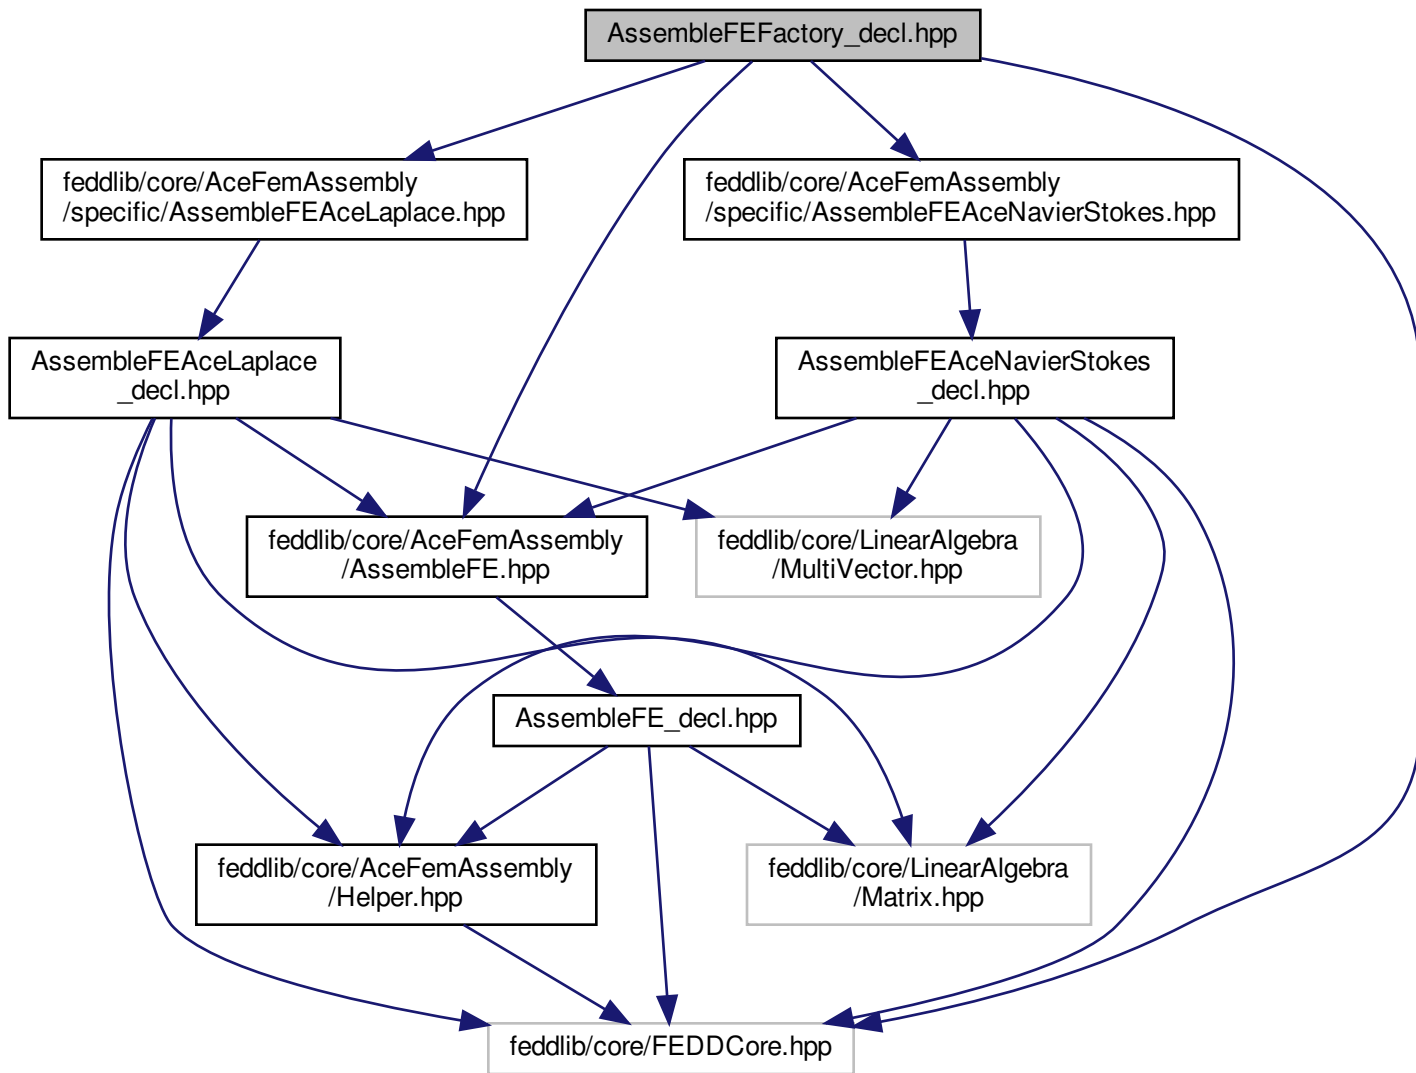 AssembleFEFactory_decl.hpp
feddlib/core/AceFemAssembly
/specific/AssembleFEAceLaplace.hpp
feddlib/core/AceFemAssembly
/specific/AssembleFEAceNavierStokes.hpp
AssembleFEAceLaplace
_decl.hpp
AssembleFEAceNavierStokes
_decl.hpp
feddlib/core/AceFemAssembly
/AssembleFE.hpp
feddlib/core/LinearAlgebra
/MultiVector.hpp
AssembleFE_decl.hpp
feddlib/core/AceFemAssembly
/Helper.hpp
feddlib/core/LinearAlgebra
/Matrix.hpp
feddlib/core/FEDDCore.hpp